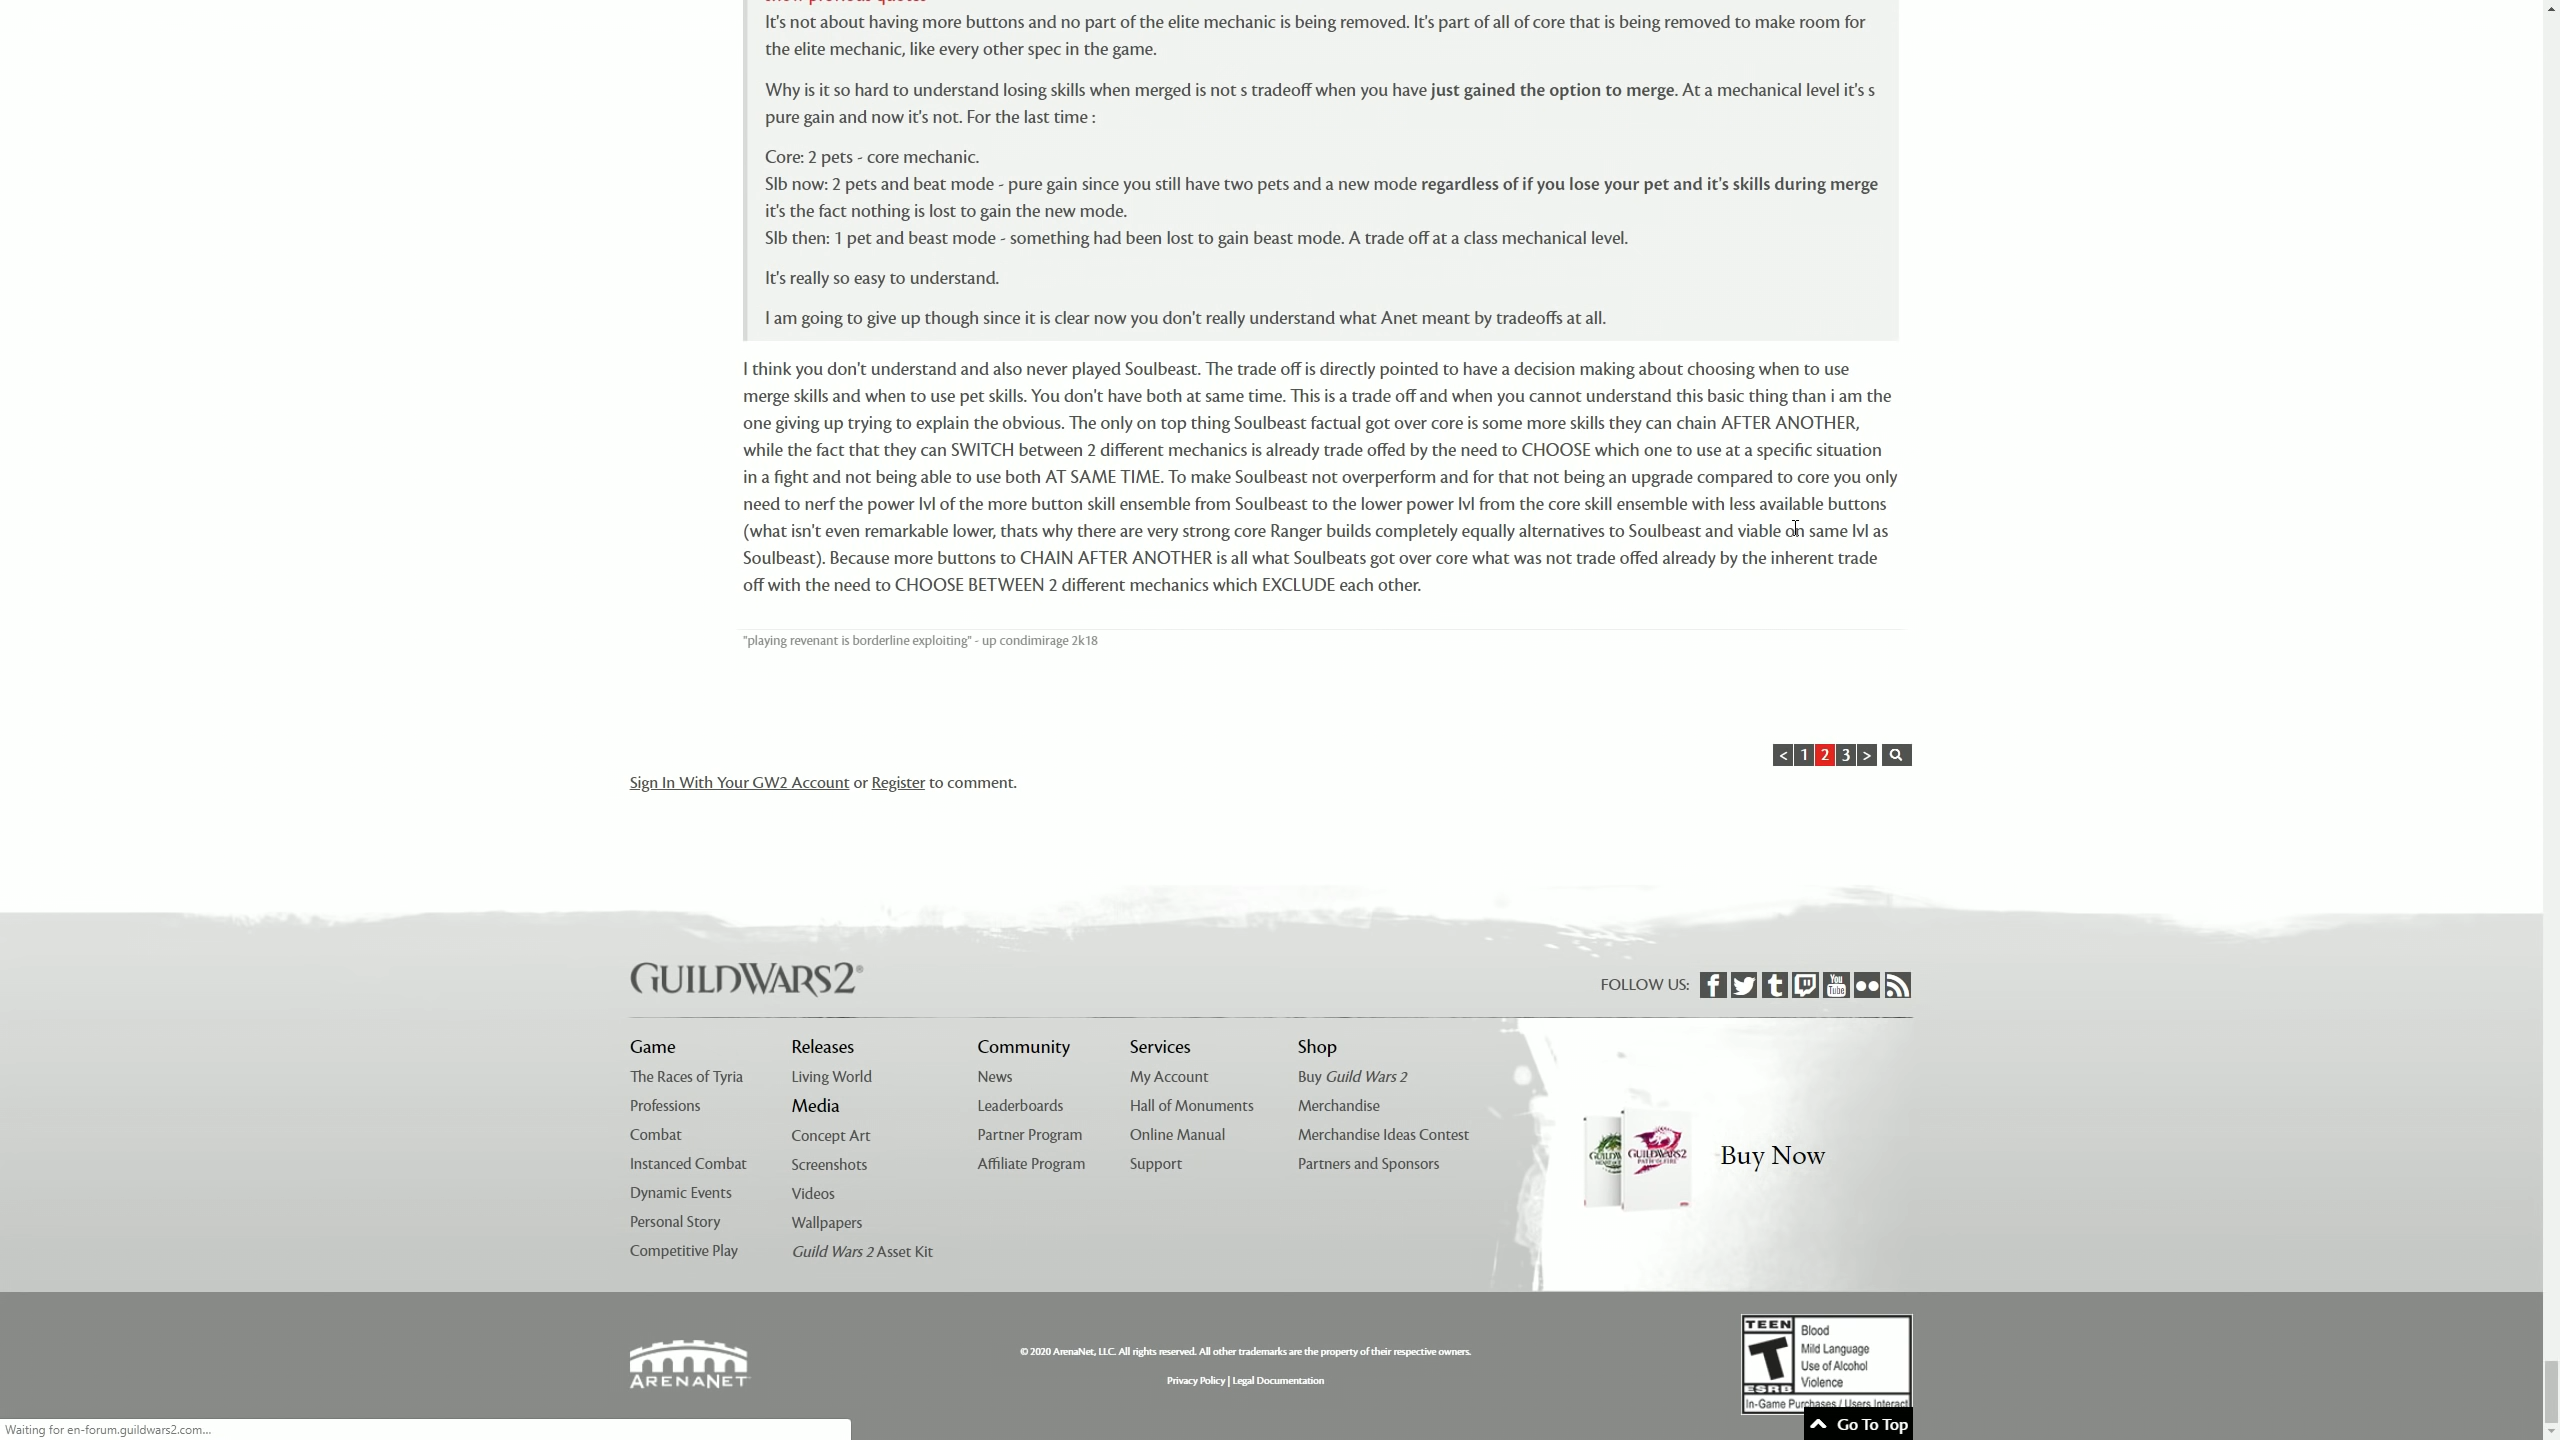 It's not about having more buttons and no part of the elite mechanic is being removed. It's part of all of core that is being removed to make room for
the elite mechanic, like every other spec in the game.
Why is it so hard to understand losing skills when merged is not s tradeoff when you have just gained the option to merge. At a mechanical level it's s
pure gain and now it's not. For the last time :
Core: 2 pets - core mechanic.
Slb now: 2 pets and beat mode - pure gain since you still have two pets and a new mode regardless of if you lose your pet and it's skills during merge
it's the fact nothing is lost to gain the new mode.
Slb then: 1 pet and beast mode - something had been lost to gain beast mode. A trade off at a class mechanical level.
It's really so easy to understand.
I am going to give up though since it is clear now you don't really understand what Anet meant by tradeoffs at all.
I think you don't understand and also never played Soulbeast. The trade off is directly pointed to have a decision making about choosing when to use
merge skills and when to use pet skills. You don't have both at same time. This is a trade off and when you cannot understand this basic thing than i am the
one giving up trying to explain the obvious. The only on top thing Soulbeast factual got over core is some more skills they can chain AFTER ANOTHER,
while the fact that they can SWITCH between 2 different mechanics is already trade offed by the need to CHOOSE which one to use at a specific situation
in a fight and not being able to use both AT SAME TIME. To make Soulbeast not overperform and for that not being an upgrade compared to core you only
need to nerf the power lvl of the more button skill ensemble from Soulbeast to the lower power lvl from the core skill ensemble with less available buttons
(what isn't even remarkable lower, thats why there are very strong core Ranger builds completely equally alternatives to Soulbeast and viable on same lvl as
Soulbeast). Because more buttons to CHAIN AFTER ANOTHER is all what Soulbeats got over core what was not trade offed already by the inherent trade
off with the need to CHOOSE BETWEEN 2 different mechanics which EXCLUDE each other.
"playing revenant is borderline exploiting" - up condimirage 2k18
< 1 2 3 >
Sign In With Your GW2 Account or Register to comment.
GUILDWARS2®
FOLLOW US:
You Tube
Game
The Races of Tyria
Professions
Combat
Instanced Combat
Dynamic Events
Personal Story
Competitive Play
Releases
Living World
Media
Concept Art
Screenshots
Videos
Wallpapers
Guild Wars 2 Asset Kit
Community
News
Leaderboards
Partner Program
Affiliate Program
Services
My Account
Hall of Monuments
Online Manual
Support
Shop
Buy Guild Wars 2
Merchandise
Merchandise Ideas Contest
Partners and Sponsors
GUILDWARS2
Buy Now
ARENANET
© 2020 ArenaNet, LLC. All rights reserved. All other trademarks are the property of their respective owners.
Privacy Policy | Legal Documentation
TEEN
T
ESRB
Blood
Mild Language
Use of Alcohol
Violence
In-Game Purchases / Users Interact
Go To Top
Waiting for en-forum.guildwars2.com...